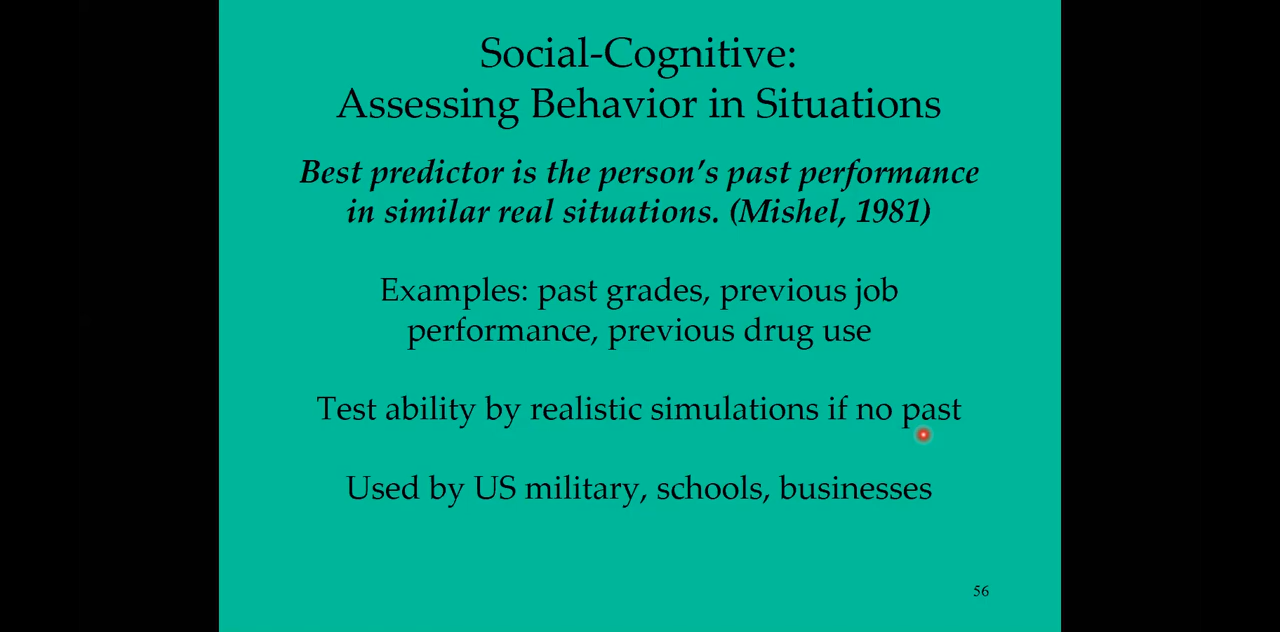 Social-Cognitive:
Assessing Behavior in Situations
Best predictor is the person’s past performance
in similar real situations. (Mishel, 1981)
Examples: past grades, previous job
performance, previous drug use
Test ability by realistic simulations if no past
Used by US military, schools, businesses
56